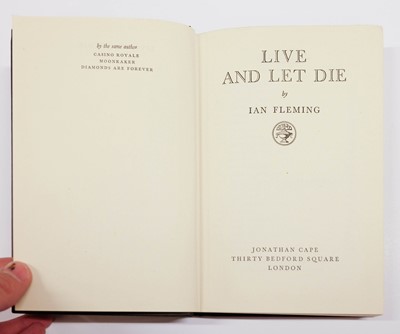 by the same author
CASINO ROYALE
MOONRAKER
DIAMONDS ARE FOREVER
LIVE
AND LET DIE
by
IAN FLEMING
JONATHAN CAPE
THIRTY BEDFORD SQUARE
LONDON